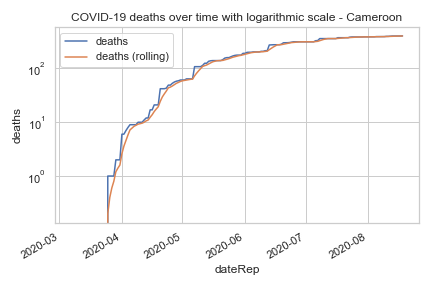 COVID-19 deaths over time with logarithmic scale - Cameroon
deaths
deaths (rolling)
10²
10¹
10⁰
deaths
2020-03
2020-04
2020-05
2020-06
2020-07
2020-08
dateRep